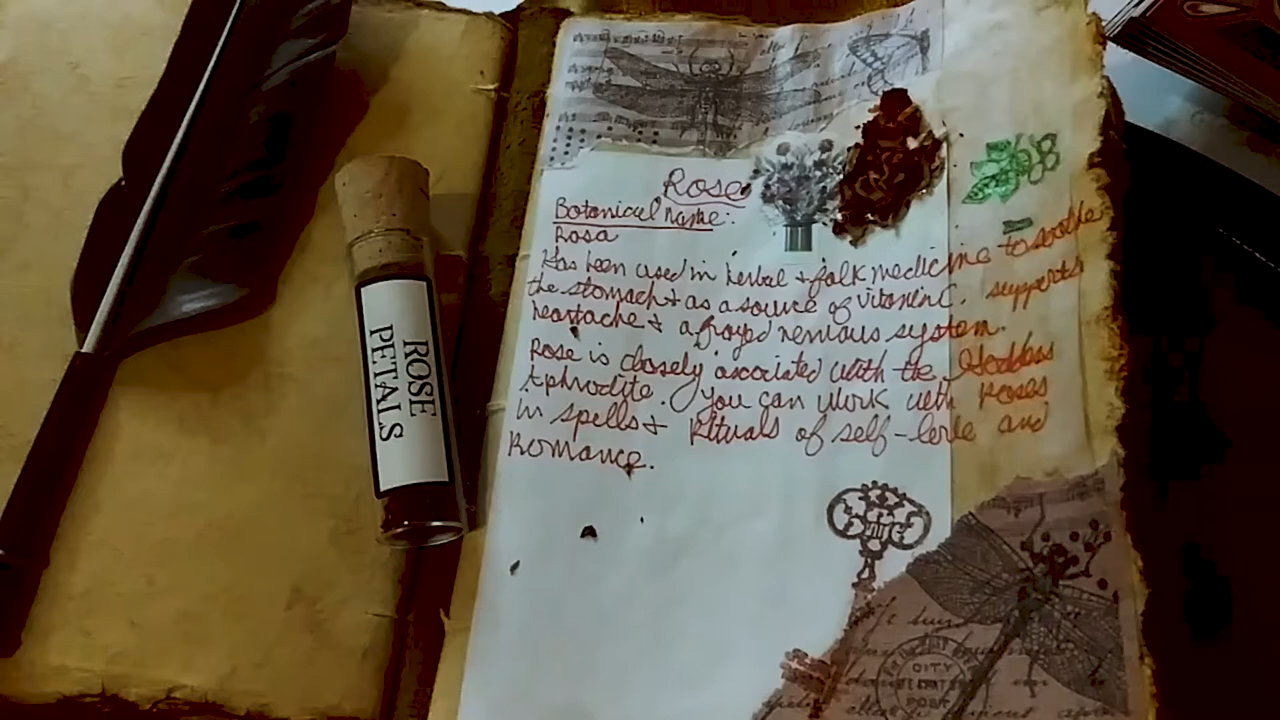 Rose
Botanical name:
Rosa
Has been used in herbal & folk medicine to soothe
the stomach & as a source of vitamin C. supports
heartache & a frayed nervous system.
Rose is closely associated with the Goddess
Aphrodite. You can work with Roses
in spells & Rituals of self-love and
Romance.
ROSE
PETALS
CITY
POST